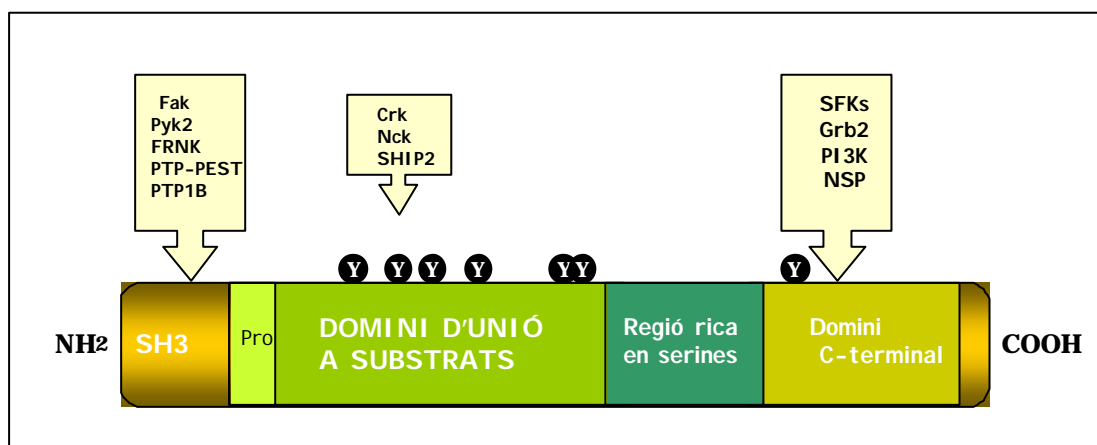 Fak
Pyk2
FRNK
PTP-PEST
PTP1B
Crk
Nck
SHIP2
SFKs
Grb2
PI3K
NSP
Y Y Y Y Y Y Y
NH2
SH3
Pro
DOMINI D'UNIÓ
A SUBSTRATS
Regió rica
en serines
Domini
C-terminal
COOH